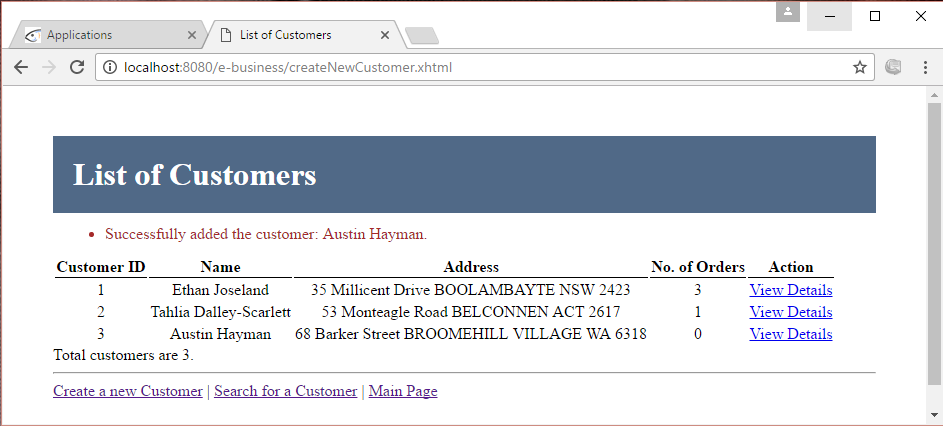 Applications List of Customers
localhost:8080/e-business/createNewCustomer.xhtml
List of Customers
Successfully added the customer: Austin Hayman.
Customer ID Name Address No. of Orders Action
1 Ethan Joseland 35 Millicent Drive BOOLAMBAYTE NSW 2423 3 View Details
2 Tahlia Dalley-Scarlett 53 Monteagle Road BELCONNEN ACT 2617 1 View Details
3 Austin Hayman 68 Barker Street BROOMEHILL VILLAGE WA 6318 0 View Details
Total customers are 3.
Create a new Customer | Search for a Customer | Main Page